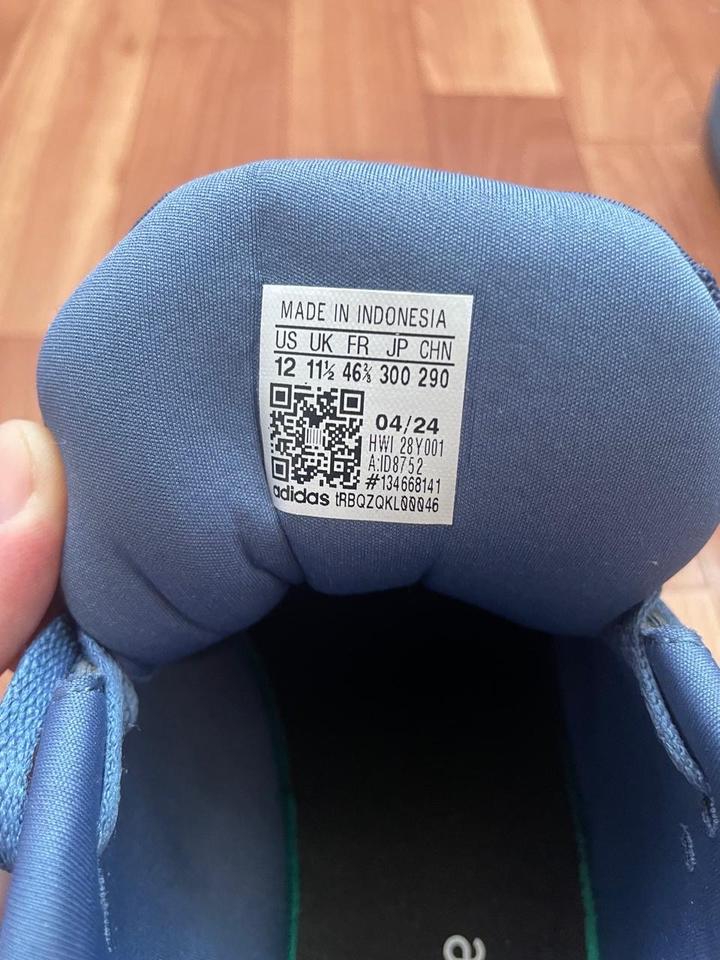 MADE IN INDONESIA
US UK FR JP CHN
12 11½ 46⅔ 300 290
04/24
HWI 28Y001
A:ID8752
#134668141
adidas tRBQZQKL00046
a